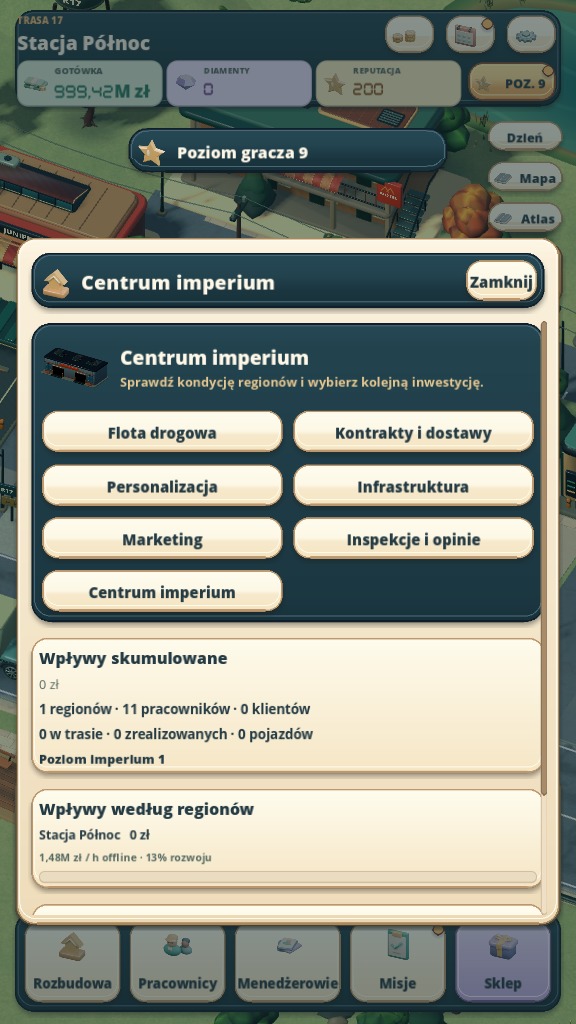 TRASA 17
Stacja Północ
GOTÓWKA
999,42M zł
DIAMENTY
0
REPUTACJA
200
POZ. 9
Poziom gracza 9
Dzień
Mapa
Atlas
Centrum imperium
Zamknij
Centrum imperium
Sprawdź kondycję regionów i wybierz kolejną inwestycję.
Flota drogowa
Kontrakty i dostawy
Personalizacja
Infrastruktura
Marketing
Inspekcje i opinie
Centrum imperium
Wpływy skumulowane
0 zł
1 regionów · 11 pracowników · 0 klientów
0 w trasie · 0 zrealizowanych · 0 pojazdów
Poziom Imperium 1
Wpływy według regionów
Stacja Północ 0 zł
1,48M zł / h offline · 13% rozwoju
Rozbudowa
Pracownicy
Menedżerowie
Misje
Sklep